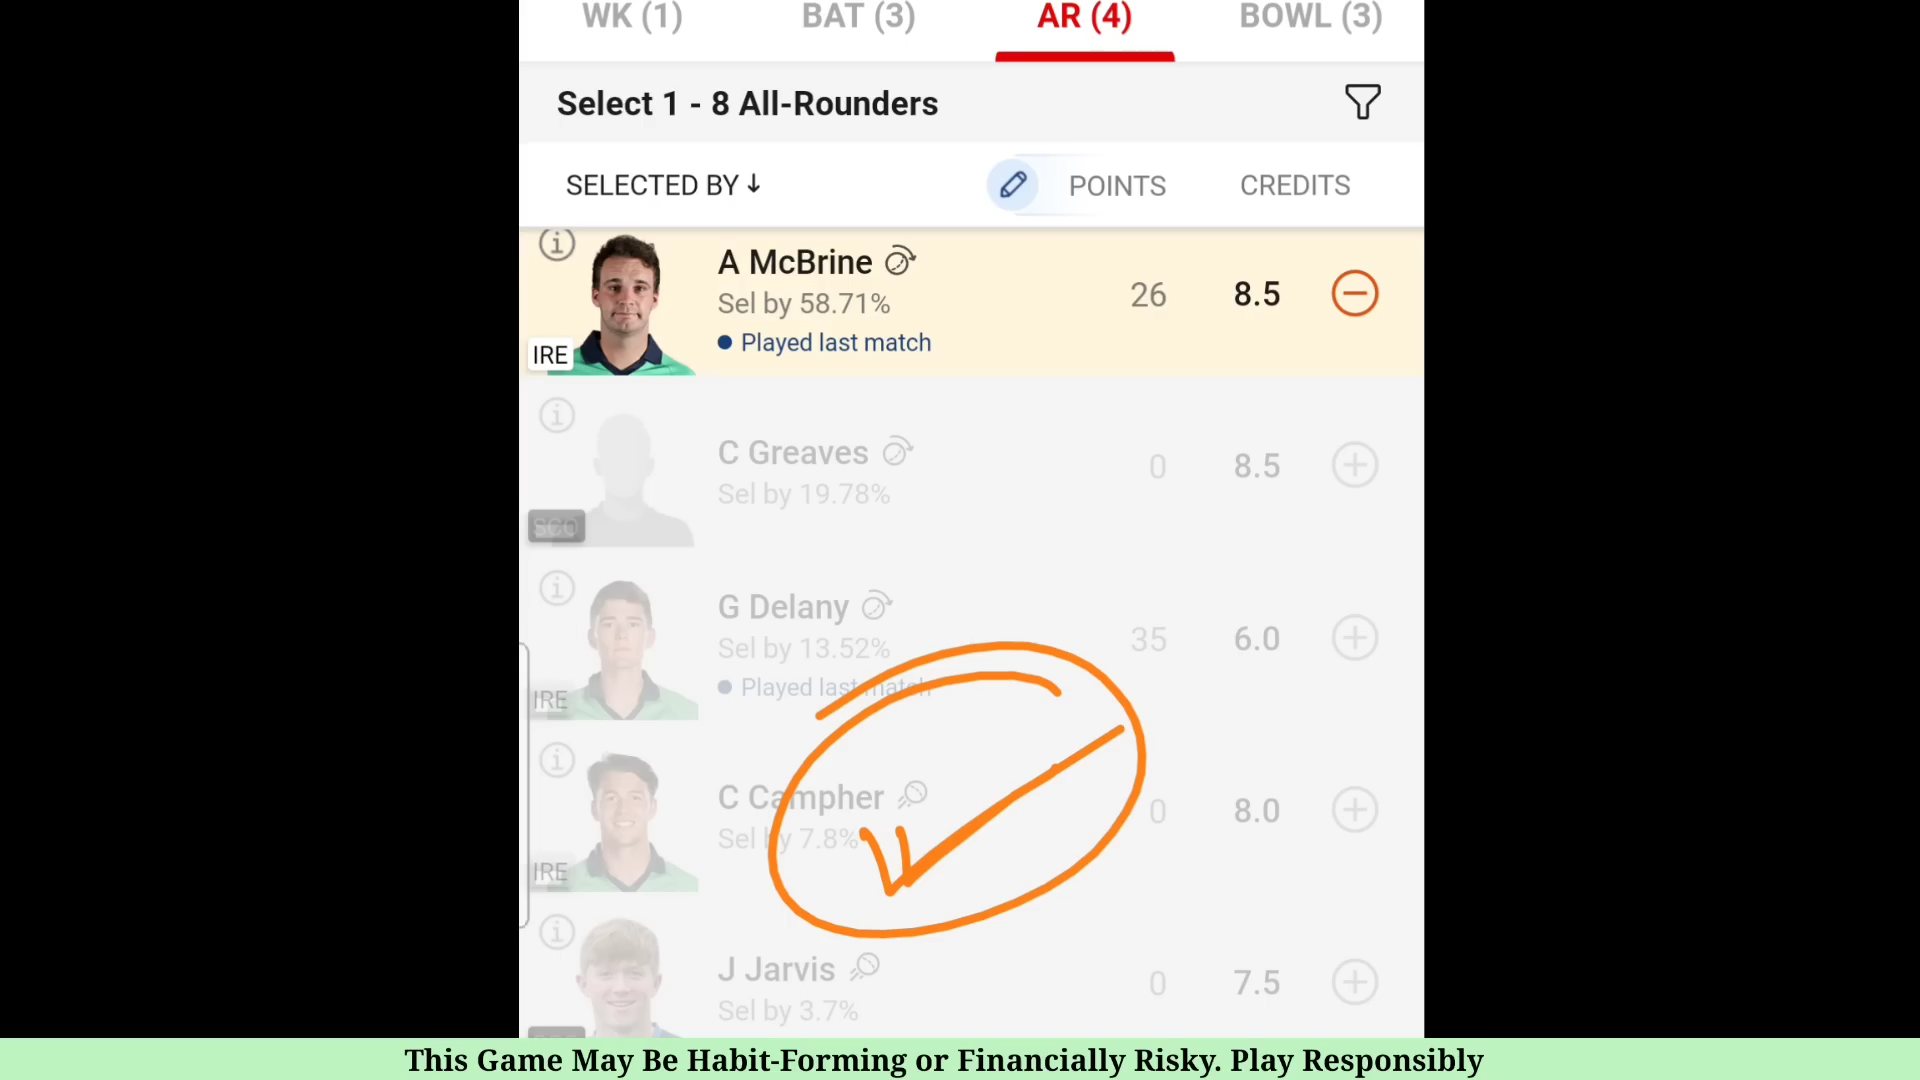 WK (1) BAT (3) AR (4) BOWL (3)
Select 1 - 8 All-Rounders
SELECTED BY ↓ POINTS CREDITS
A McBrine
Sel by 58.71% 26 8.5
Played last match
IRE
C Greaves
Sel by 19.78% 0 8.5
SCO
G Delany
Sel by 13.52% 35 6.0
Played last match
IRE
C Campher
Sel by 7.8% 0 8.0
IRE
J Jarvis
Sel by 3.7% 0 7.5
This Game May Be Habit-Forming or Financially Risky. Play Responsibly